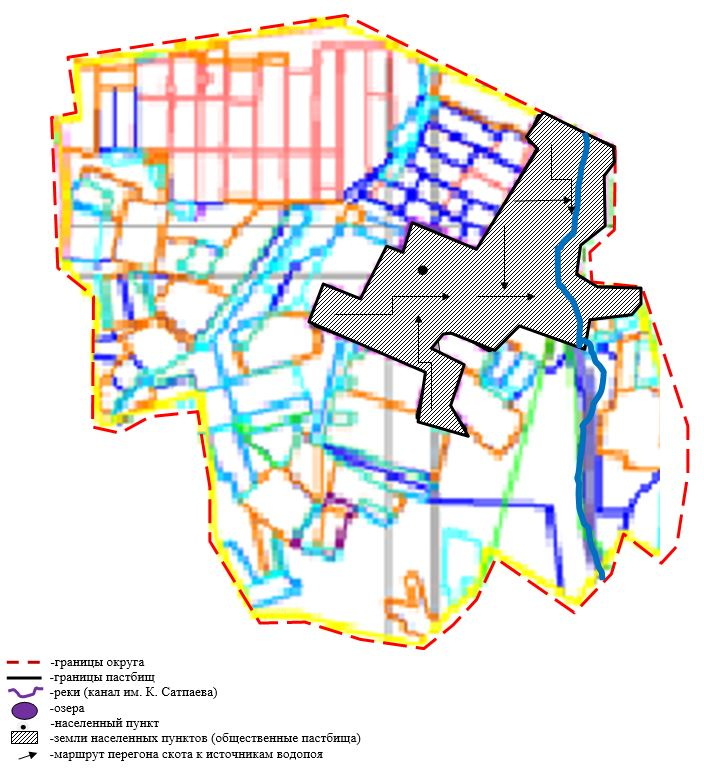 -границы округа
-границы пастбищ
-реки (канал им. К. Сатпаева)
-озера
-населенный пункт
-земли населенных пунктов (общественные пастбища)
-маршрут перегона скота к источникам водопоя